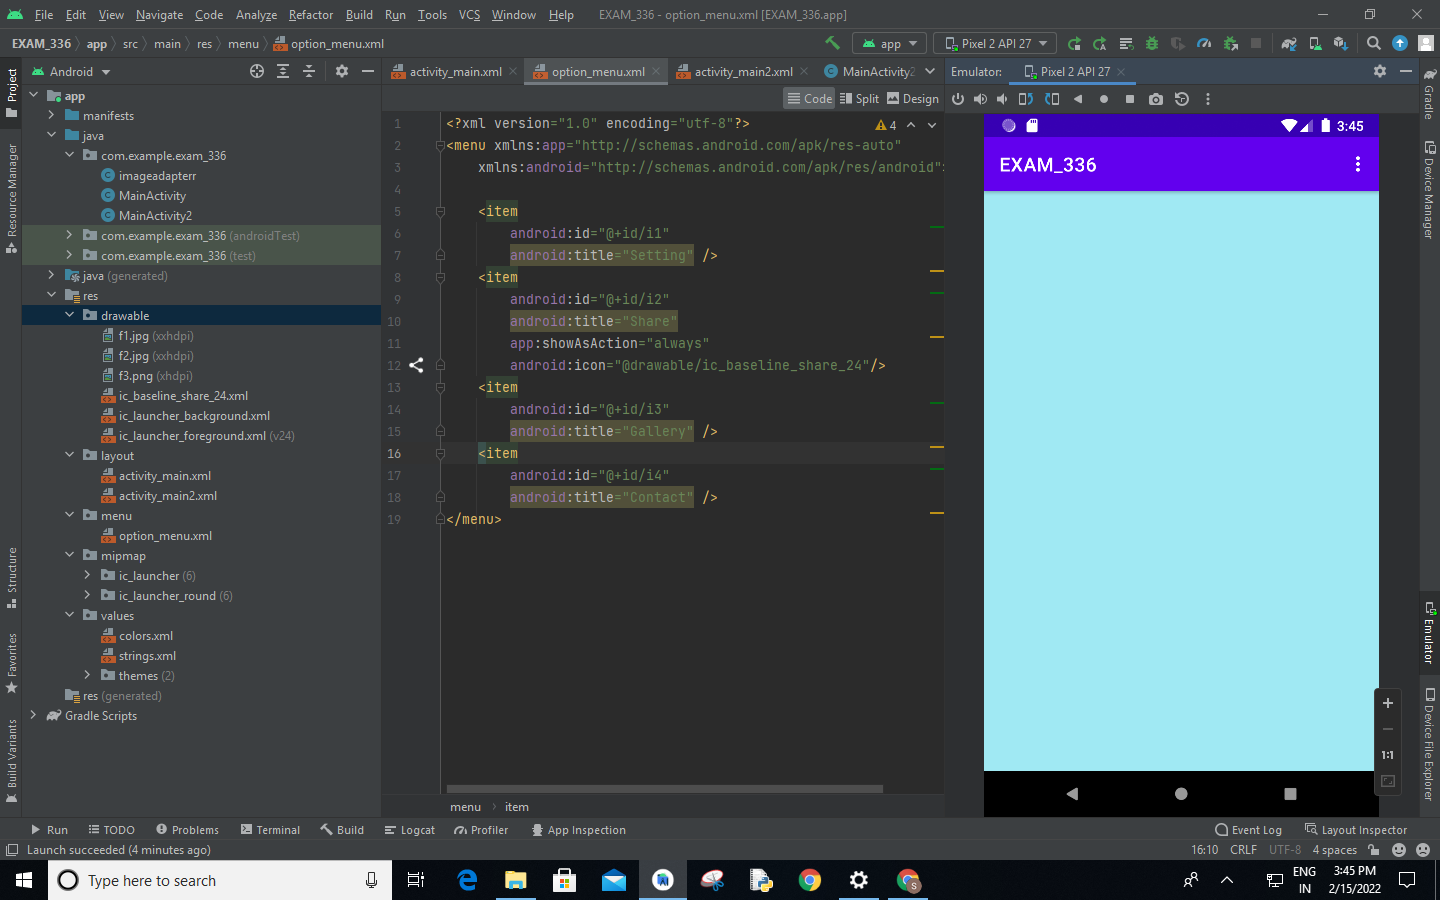 File Edit View Navigate Code Analyze Refactor Build Run Tools VCS Window Help EXAM_336 - option_menu.xml [EXAM_336.app]
EXAM_336 app src main res menu option_menu.xml app Pixel 2 API 27
Android activity_main.xml option_menu.xml activity_main2.xml MainActivity2 Emulator: Pixel 2 API 27
Code Split Design
Project
Resource Manager
Structure
Favorites
Build Variants
app
manifests
java
com.example.exam_336
imageadapterr
MainActivity
MainActivity2
com.example.exam_336 (androidTest)
com.example.exam_336 (test)
java (generated)
res
drawable
f1.jpg (xxhdpi)
f2.jpg (xxhdpi)
f3.png (xhdpi)
ic_baseline_share_24.xml
ic_launcher_background.xml
ic_launcher_foreground.xml (v24)
layout
activity_main.xml
activity_main2.xml
menu
option_menu.xml
mipmap
ic_launcher (6)
ic_launcher_round (6)
values
colors.xml
strings.xml
themes (2)
res (generated)
Gradle Scripts
4
1 <?xml version="1.0" encoding="utf-8"?>
2 <menu xmlns:app="http://schemas.android.com/apk/res-auto"
3 xmlns:android="http://schemas.android.com/apk/res/android">
4
5 <item
6 android:id="@+id/i1"
7 android:title="Setting" />
8 <item
9 android:id="@+id/i2"
10 android:title="Share"
11 app:showAsAction="always"
12 android:icon="@drawable/ic_baseline_share_24"/>
13 <item
14 android:id="@+id/i3"
15 android:title="Gallery" />
16 <item
17 android:id="@+id/i4"
18 android:title="Contact" />
19 </menu>
menu item
3:45
EXAM_336
1:1
Gradle
Device Manager
Emulator
Device File Explorer
Run TODO Problems Terminal Build Logcat Profiler App Inspection Event Log Layout Inspector
Launch succeeded (4 minutes ago) 16:10 CRLF UTF-8 4 spaces
Type here to search
S
ENG
IN
3:45 PM
2/15/2022